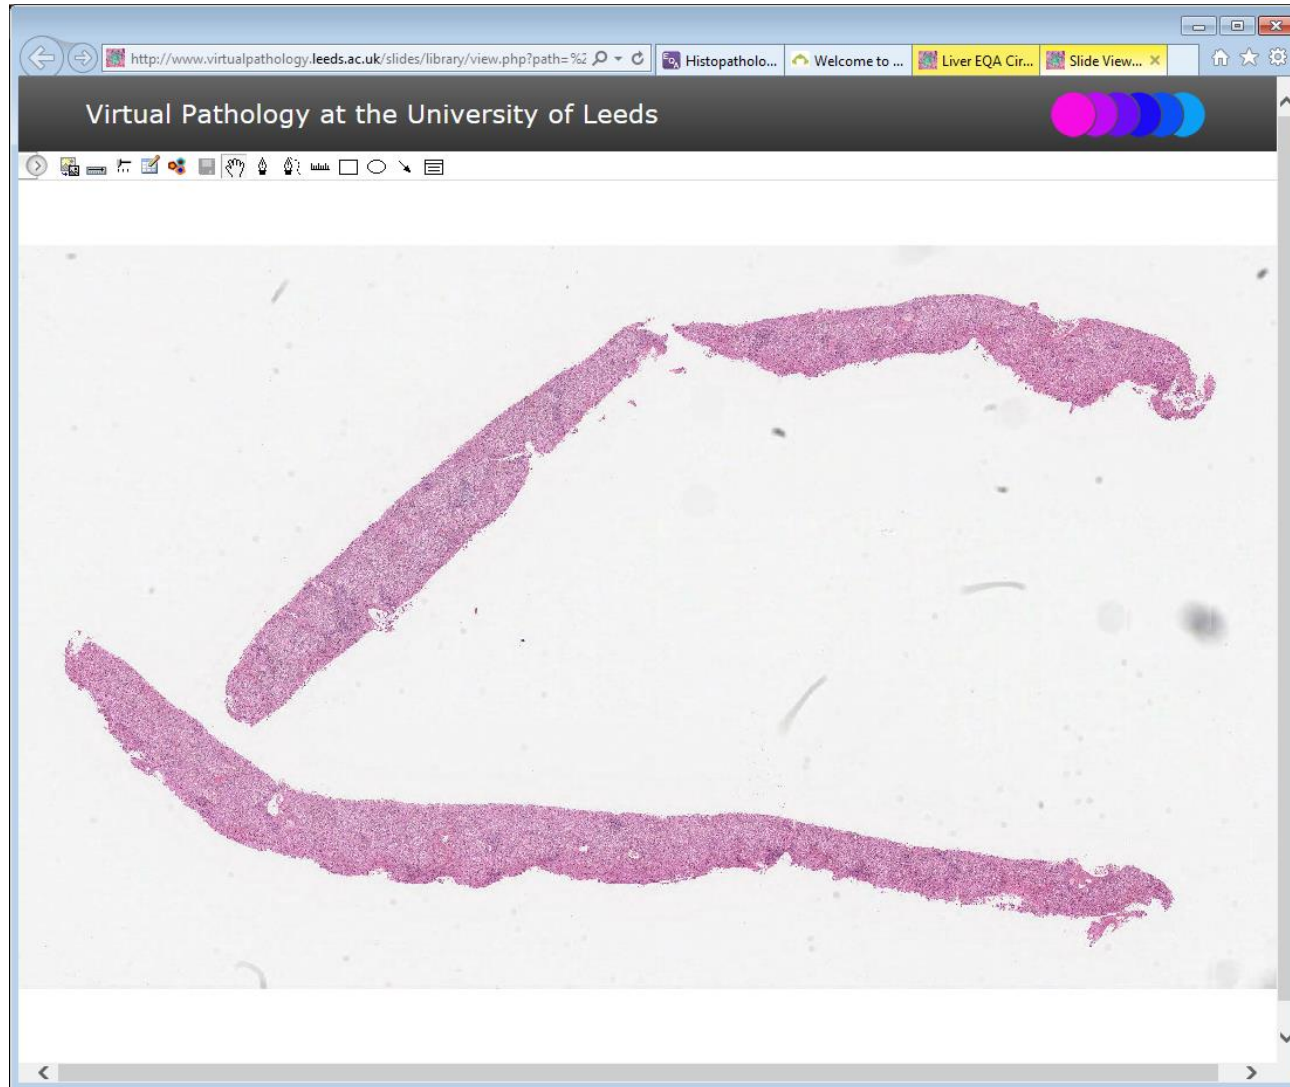 http://www.virtualpathology.leeds.ac.uk/slides/library/view.php?path=%2
Histopatholo...
Welcome to ...
Liver EQA Cir...
Slide View...
Virtual Pathology at the University of Leeds